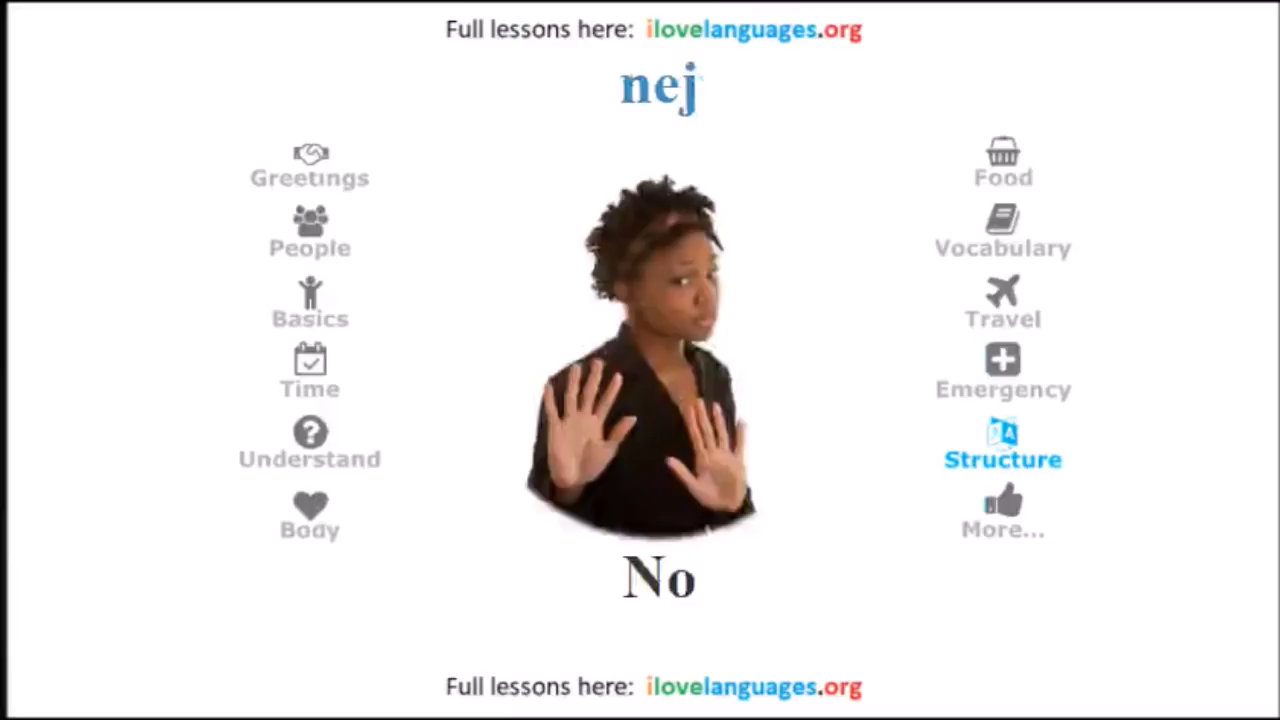 Full lessons here: ilovelanguages.org
nej
Greetings
People
Basics
Time
Understand
Body
Food
Vocabulary
Travel
Emergency
Structure
More...
No
Full lessons here: ilovelanguages.org